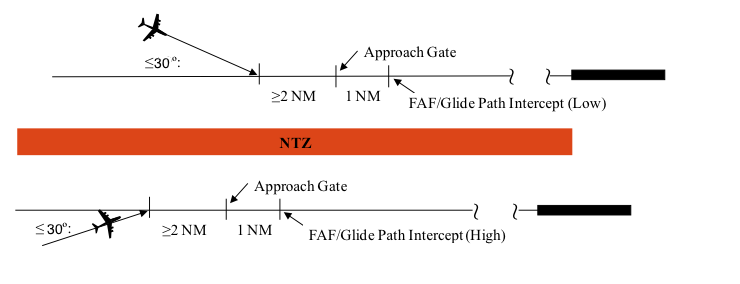 Approach Gate
≤30°:
≥2 NM
1 NM
FAF/Glide Path Intercept (Low)
NTZ
Approach Gate
≤30°:
≥2 NM
1 NM
FAF/Glide Path Intercept (High)